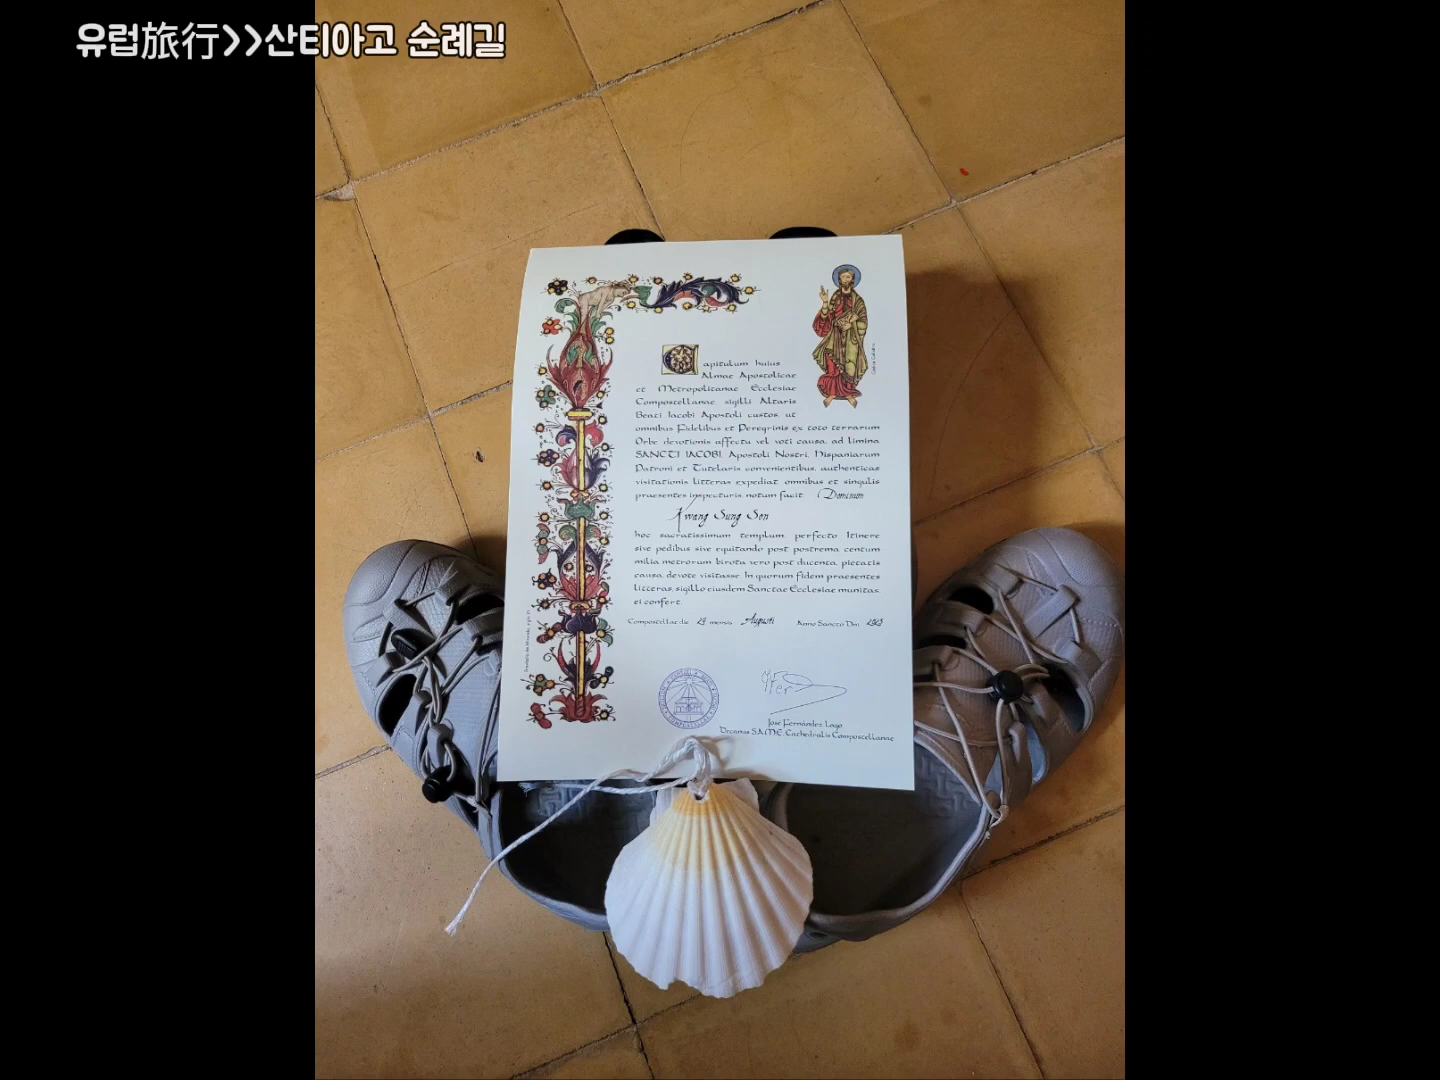 유럽旅行>>산티아고 순례길
Capitulum huius
Almae Apostolicae
et Metropolitanae Ecclesiae
Compostellanae, sigilli Altaris
Beati Iacobi Apostoli custos, ut
omnibus Fidelibus et Peregrinis ex toto terrarum
Orbe devotionis affectu vel voti causa, ad limina
SANCTI IACOBI, Apostoli Nostri, Hispaniarum
Patroni et Tutelaris convenientibus, authenticas
visitationis litteras expediat omnibus et singulis
praesentes inspecturis, notum facit
Kwang Sung Son
hoc sacratissimum templum, perfecto Itinere
sive pedibus sive equitando post postrema centum
milia metrorum, birota vero post ducenta, pietatis
causa, devote visitasse. In quorum fidem praesentes
litteras, sigillo eiusdem Sanctae Ecclesiae munitas
ei confert.
Compostellae die 29 mensis Augusti Anno Sancto Dni
José Fernández Lago
Decanus S.A.M.E. Cathedralis Compostellanae